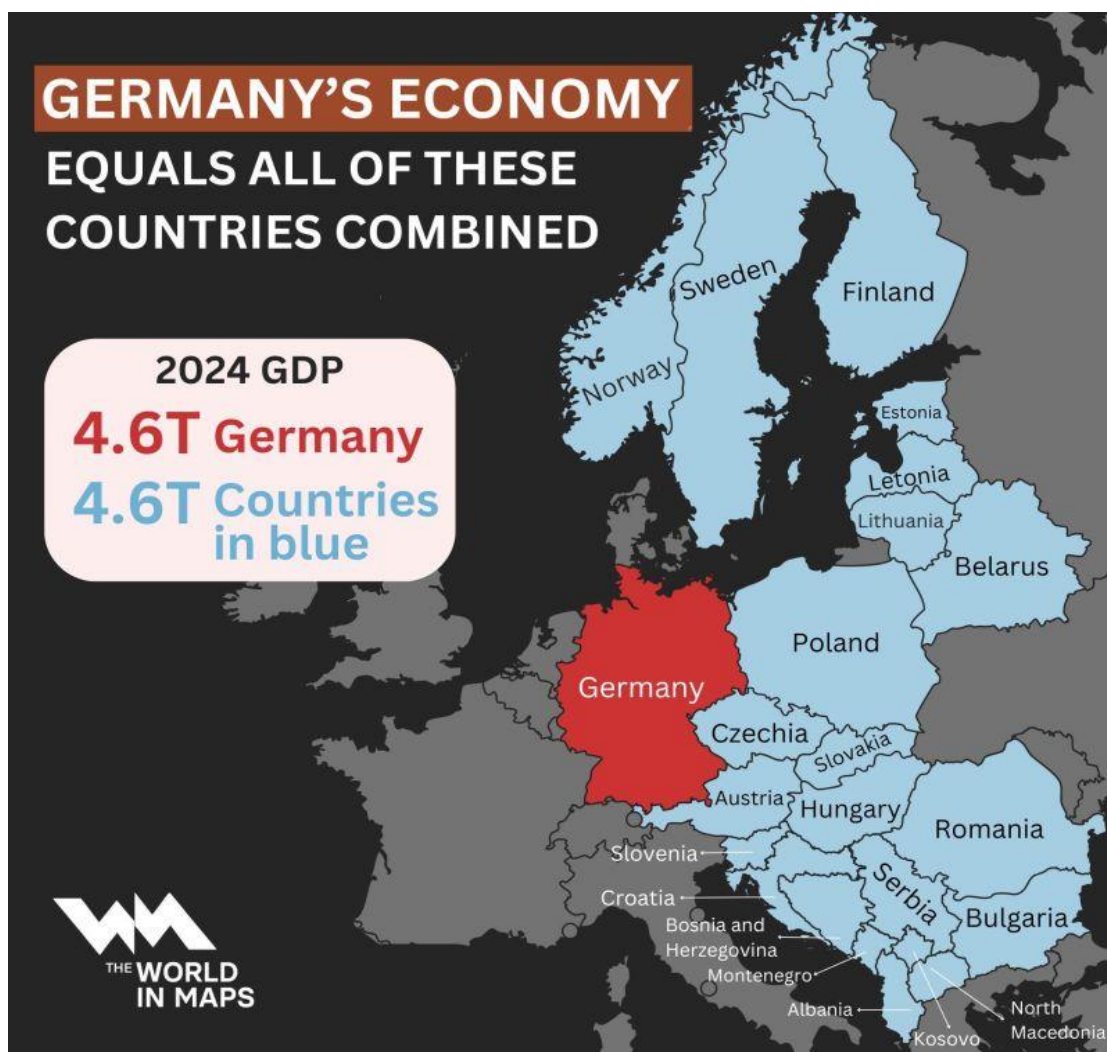 GERMANY'S ECONOMY
EQUALS ALL OF THESE
COUNTRIES COMBINED
2024 GDP
4.6T Germany
4.6T Countries
in blue
Norway
Sweden
Finland
Estonia
Letonia
Lithuania
Belarus
Poland
Germany
Czechia
Slovakia
Austria
Hungary
Romania
Slovenia
Croatia
Serbia
Bulgaria
Bosnia and
Herzegovina
Montenegro
Albania
Kosovo
North
Macedonia
WM
THE WORLD
IN MAPS